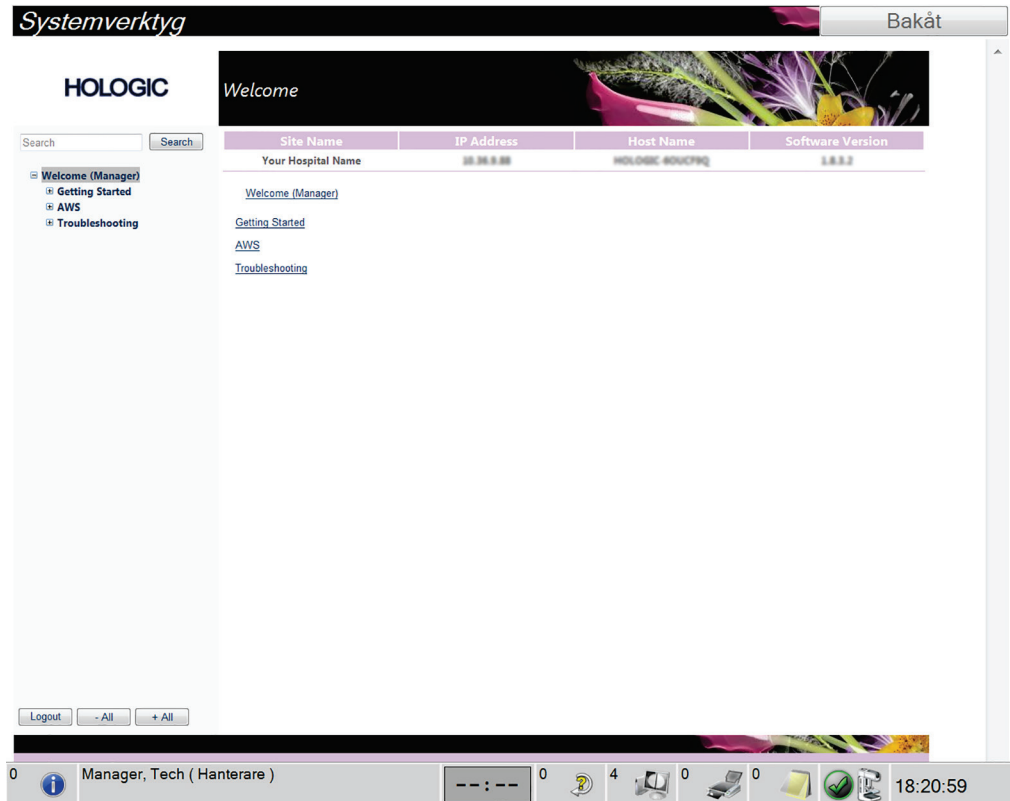 Systemverktyg
Bakåt
HOLOGIC
Welcome
Search Search
Site Name IP Address Host Name Software Version
Your Hospital Name
Welcome (Manager)
Getting Started
AWS
Troubleshooting
Welcome (Manager)
Getting Started
AWS
Troubleshooting
Logout - All + All
0 Manager, Tech ( Hanterare ) --:-- 0 4 0 0 18:20:59